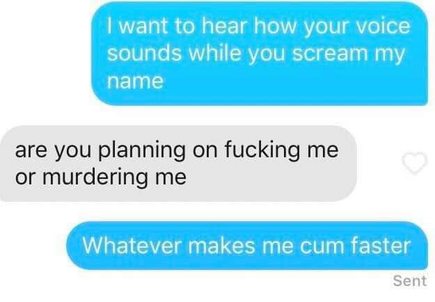 I want to hear how your voice
sounds while you scream my
name
are you planning on fucking me
or murdering me
Whatever makes me cum faster
Sent